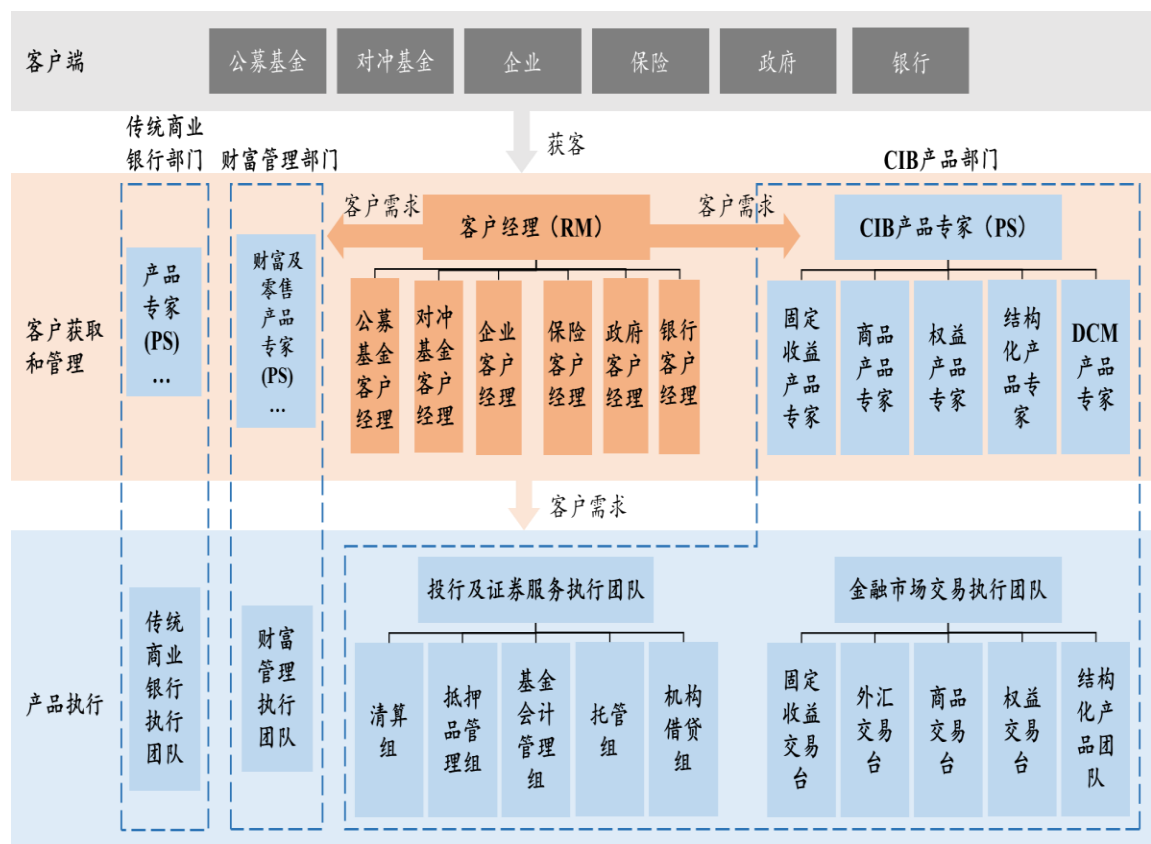 客户端
公募基金
对冲基金
企业
保险
政府
银行
获客
传统商业
银行部门
财富管理部门
CIB产品部门
客户获取
和管理
产品
专家
(PS)
…
财富及
零售
产品
专家
(PS)
…
客户需求
客户经理（RM）
客户需求
公募
基金
客户
经理
对冲
基金
客户
经理
企业
客户
经理
保险
客户
经理
政府
客户
经理
银行
客户
经理
CIB产品专家（PS）
固定
收益
产品
专家
商品
产品
专家
权益
产品
专家
结构
化产
品专
家
DCM
产品
专家
客户需求
产品执行
传统
商业
银行
执行
团队
财富
管理
执行
团队
投行及证券服务执行团队
清算
组
抵押
品管
理组
基金
会计
管理
组
托管
组
机构
借贷
组
金融市场交易执行团队
固定
收益
交易
台
外汇
交易
台
商品
交易
台
权益
交易
台
结构
化产
品团
队